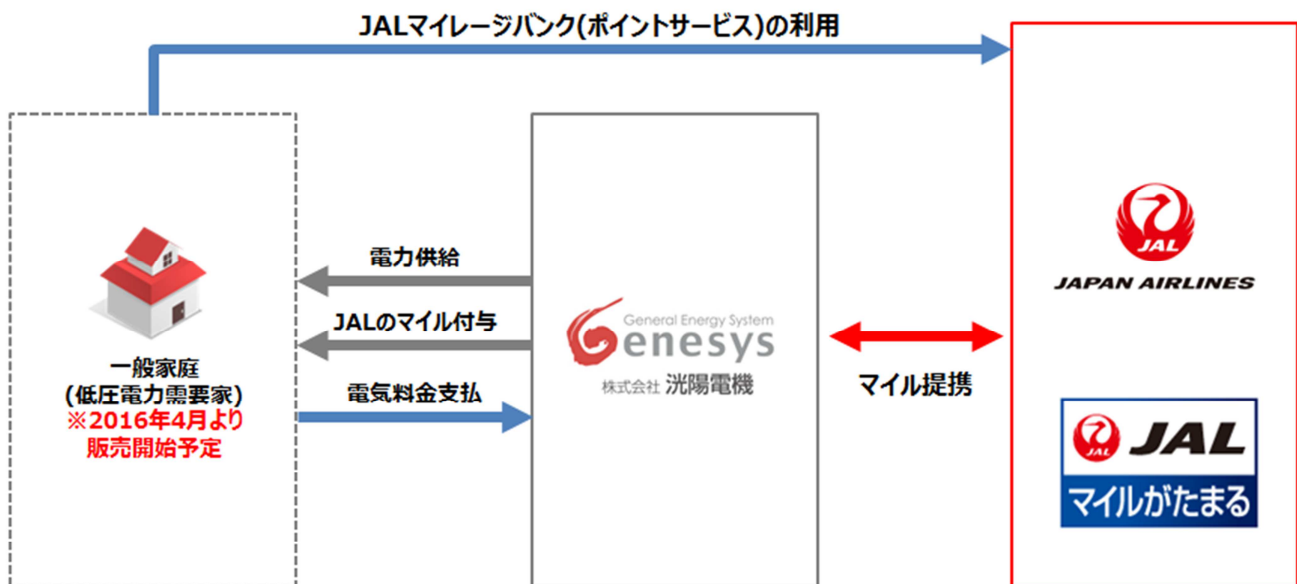 JALマイレージバンク(ポイントサービス)の利用
一般家庭
(低圧電力需要家)
※2016年4月より
販売開始予定
電力供給
JALのマイル付与
電気料金支払
General Energy System
Genesys
株式会社 洸陽電機
マイル提携
JAL
JAPAN AIRLINES
JAL
JAL
マイルがたまる